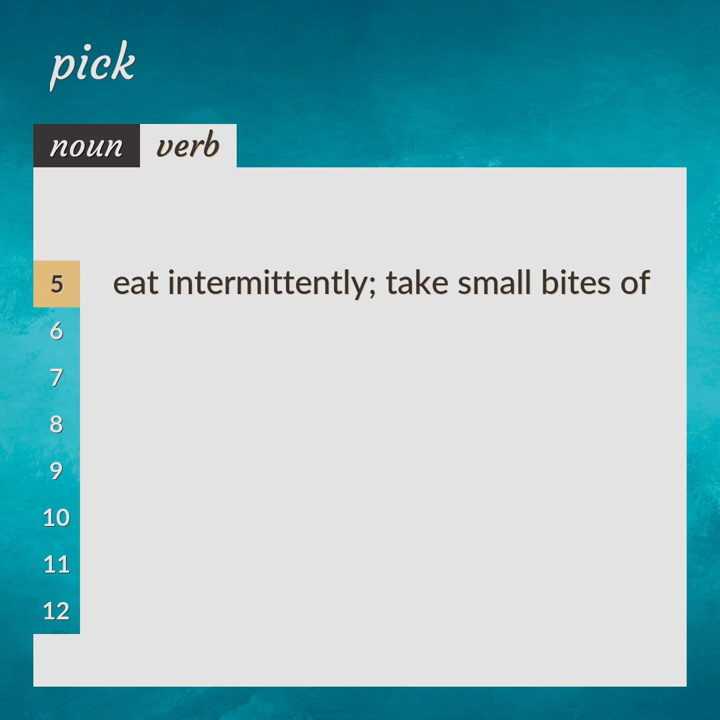 pick
noun verb
5 eat intermittently; take small bites of
6
7
8
9
10
11
12